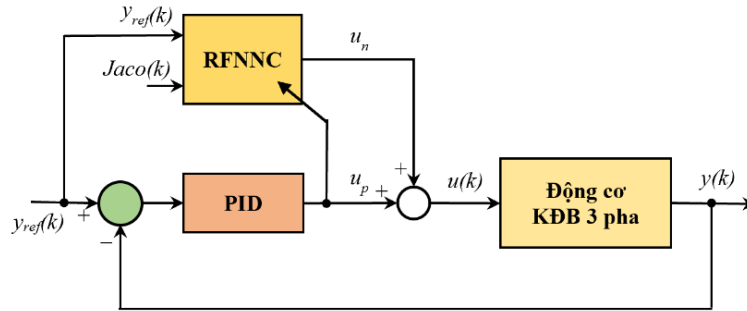 y_ref(k)
RFNNC
u_n
Jaco(k)
+
PID
u_p
+
u(k)
Động cơ
KĐB 3 pha
y(k)
y_ref(k)
+
−